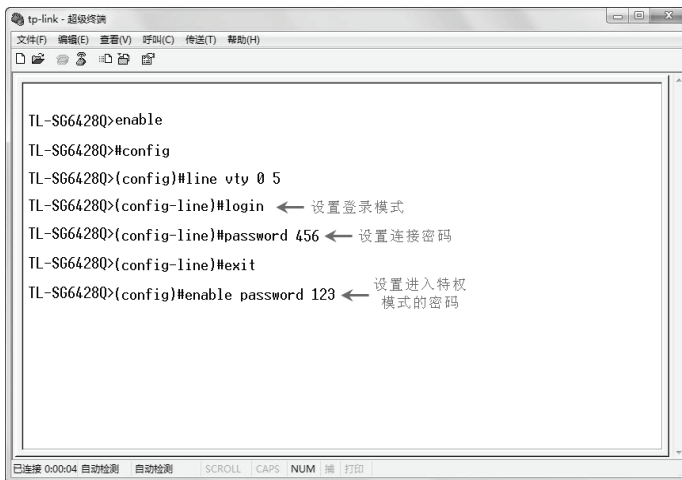 tp-link - 超级终端
文件(F) 编辑(E) 查看(V) 呼叫(C) 传送(T) 帮助(H)
TL-SG6428Q>enable
TL-SG6428Q>#config
TL-SG6428Q>(config)#line vty 0 5
TL-SG6428Q>(config-line)#login 设置登录模式
TL-SG6428Q>(config-line)#password 456 设置连接密码
TL-SG6428Q>(config-line)#exit
TL-SG6428Q>(config)#enable password 123 设置进入特权
模式的密码
已连接 0:00:04 自动检测 自动检测 SCROLL CAPS NUM 捕 打印